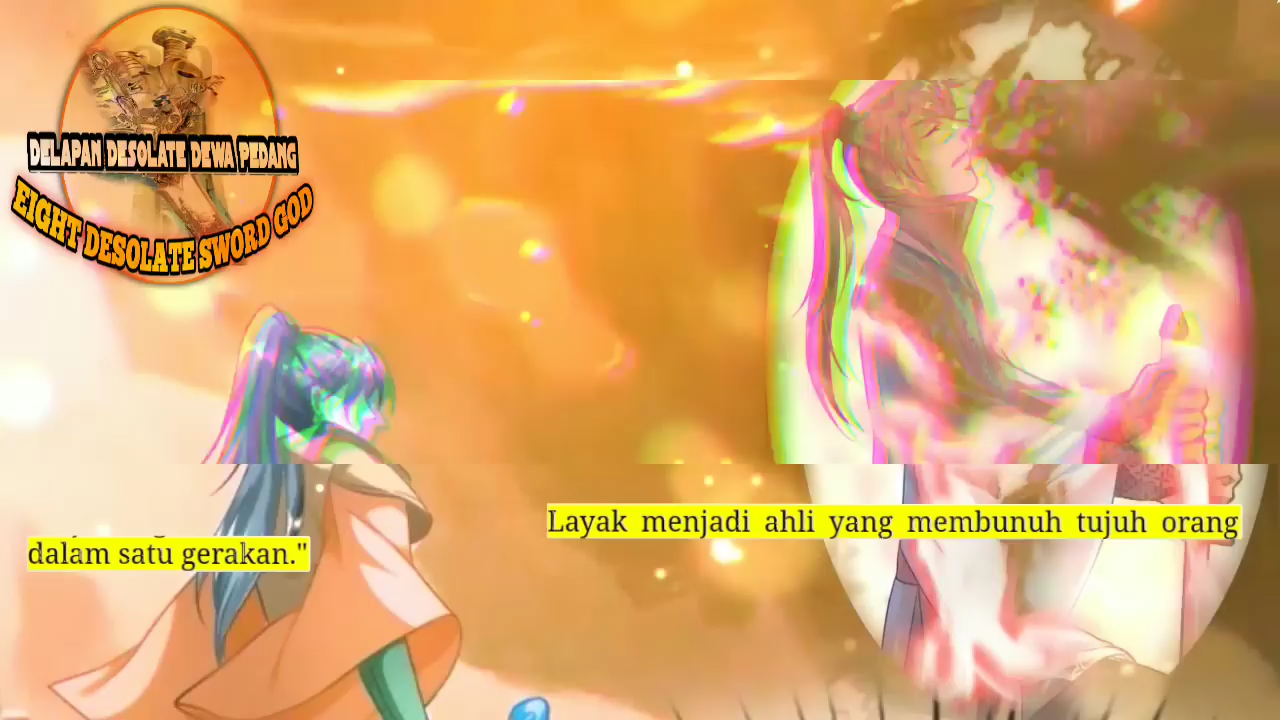 DELAPAN DESOLATE DEWA PEDANG
EIGHT DESOLATE SWORD GOD
Layak menjadi ahli yang membunuh tujuh orang
dalam satu gerakan."